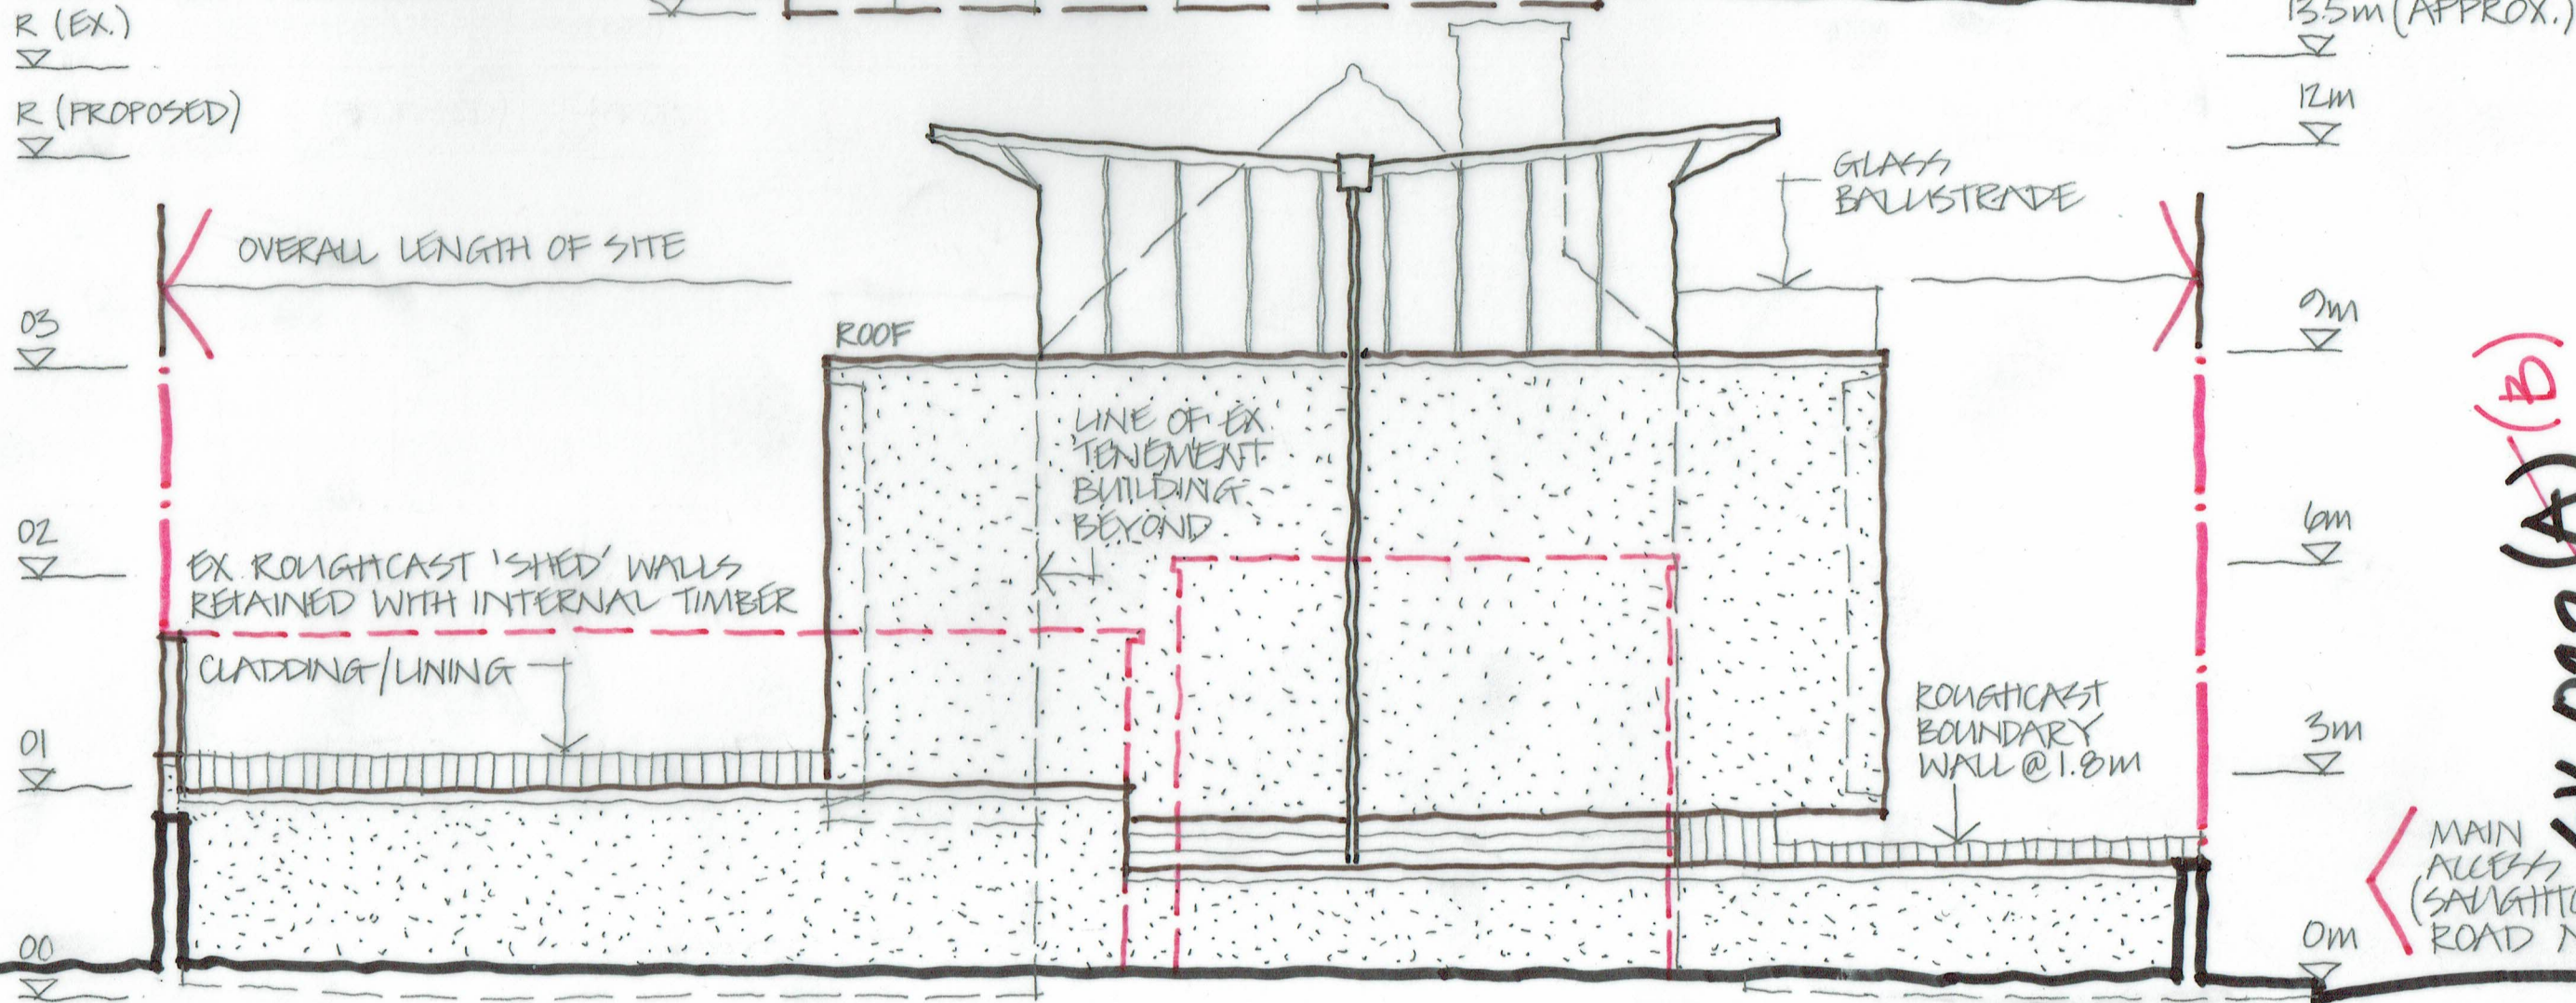 R (EX.)
R (PROPOSED)
03
02
01
00
OVERALL LENGTH OF SITE
ROOF
EX. ROUGHCAST 'SHED' WALLS
RETAINED WITH INTERNAL TIMBER
CLADDING/LINING
LINE OF EX.
TENEMENT
BUILDING
BEYOND
GLASS
BALUSTRADE
ROUGHCAST
BOUNDARY
WALL @ 1.8m
13.5m (APPROX.)
12m
9m
6m
3m
0m
MAIN
ACCESS
ROAD
(B)
(A)